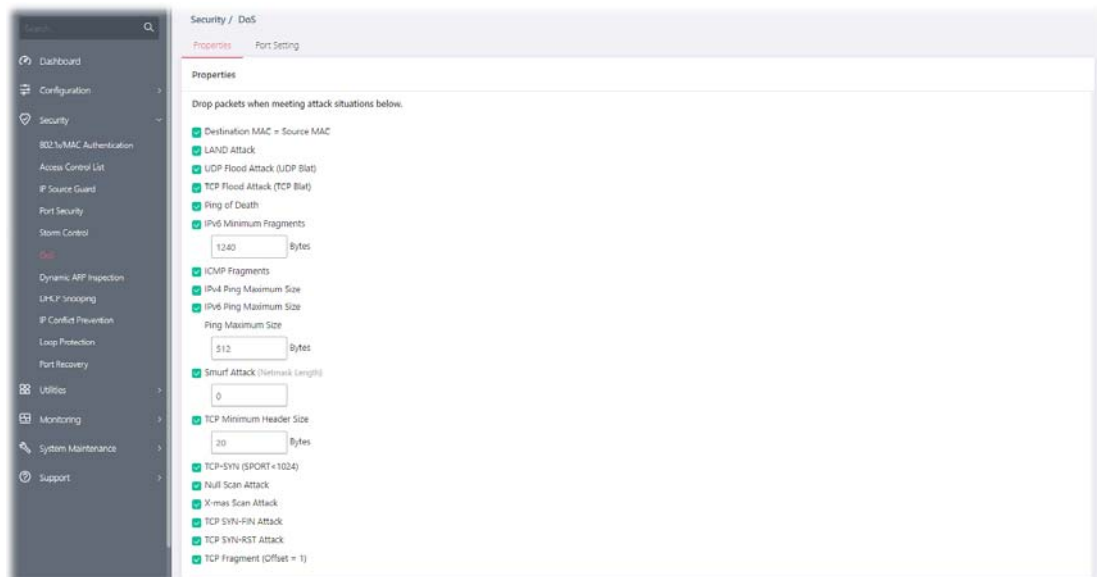 Search
Dashboard
Configuration
Security
802.1x/MAC Authentication
Access Control List
IP Source Guard
Port Security
Storm Control
DoS
Dynamic ARP Inspection
DHCP Snooping
IP Conflict Prevention
Loop Protection
Port Recovery
Utilities
Monitoring
System Maintenance
Support
Security / DoS
Properties Port Setting
Properties
Drop packets when meeting attack situations below.
Destination MAC = Source MAC
LAND Attack
UDP Flood Attack (UDP Blat)
TCP Flood Attack (TCP Blat)
Ping of Death
IPv6 Minimum Fragments
1240 Bytes
ICMP Fragments
IPv4 Ping Maximum Size
IPv6 Ping Maximum Size
Ping Maximum Size
512 Bytes
Smurf Attack (Netmask Length)
0
TCP Minimum Header Size
20 Bytes
TCP-SYN (SPORT<1024)
Null Scan Attack
X-mas Scan Attack
TCP SYN-FIN Attack
TCP SYN-RST Attack
TCP Fragment (Offset = 1)